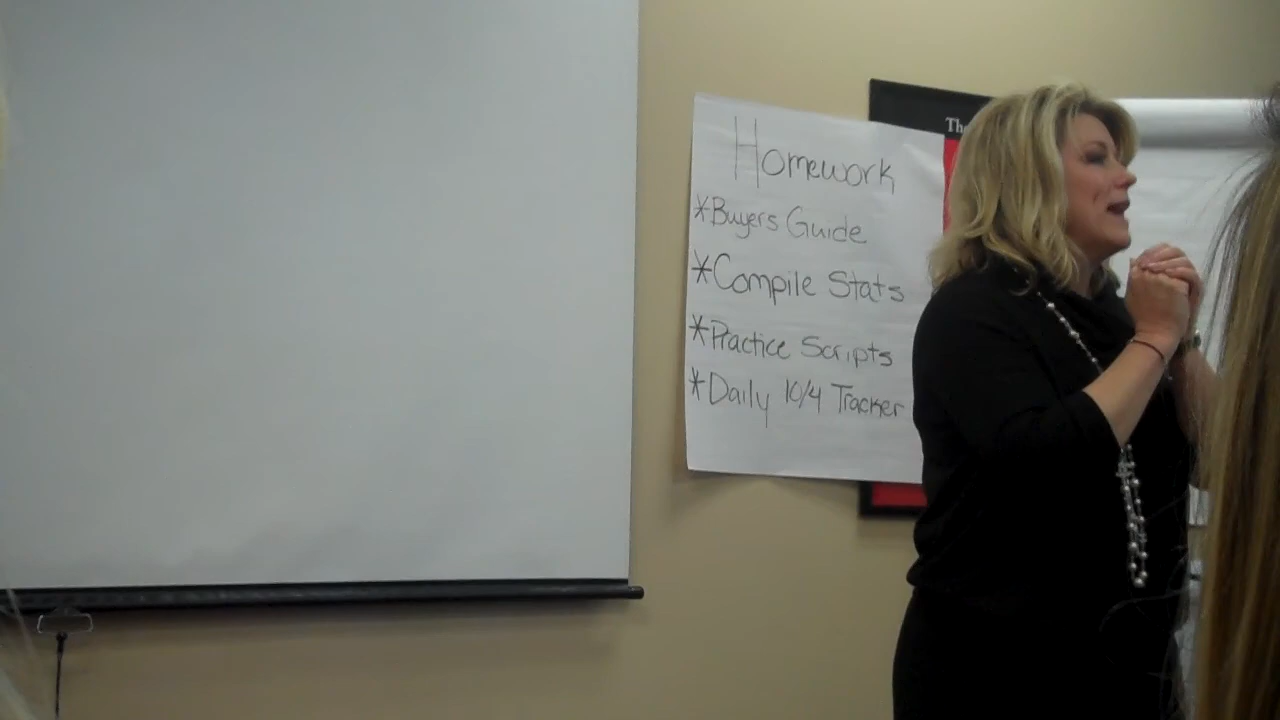 Homework
*Buyers Guide
*Compile Stats
*Practice Scripts
*Daily 10/4 Tracker